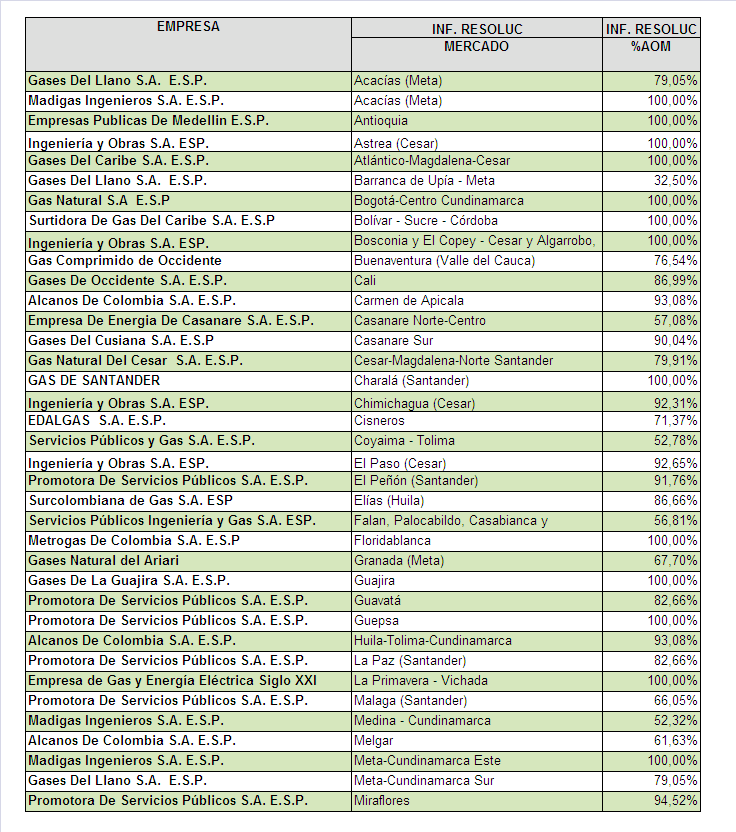 EMPRESA INF. RESOLUC INF. RESOLUC
MERCADO %AOM
Gases Del Llano S.A. E.S.P. Acacías (Meta) 79,05%
Madigas Ingenieros S.A. E.S.P. Acacías (Meta) 100,00%
Empresas Publicas De Medellin E.S.P. Antioquia 100,00%
Ingeniería y Obras S.A. ESP. Astrea (Cesar) 100,00%
Gases Del Caribe S.A. E.S.P. Atlántico-Magdalena-Cesar 100,00%
Gases Del Llano S.A. E.S.P. Barranca de Upía - Meta 32,50%
Gas Natural S.A E.S.P Bogotá-Centro Cundinamarca 100,00%
Surtidora De Gas Del Caribe S.A. E.S.P Bolívar - Sucre - Córdoba 100,00%
Ingeniería y Obras S.A. ESP. Bosconia y El Copey - Cesar y Algarrobo, 100,00%
Gas Comprimido de Occidente Buenaventura (Valle del Cauca) 76,54%
Gases De Occidente S.A. E.S.P. Cali 86,99%
Alcanos De Colombia S.A. E.S.P. Carmen de Apicala 93,08%
Empresa De Energia De Casanare S.A. E.S.P. Casanare Norte-Centro 57,08%
Gases Del Cusiana S.A. E.S.P Casanare Sur 90,04%
Gas Natural Del Cesar S.A. E.S.P. Cesar-Magdalena-Norte Santander 79,91%
GAS DE SANTANDER Charalá (Santander) 100,00%
Ingeniería y Obras S.A. ESP. Chimichagua (Cesar) 92,31%
EDALGAS S.A. E.S.P. Cisneros 71,37%
Servicios Públicos y Gas S.A. E.S.P. Coyaima - Tolima 52,78%
Ingeniería y Obras S.A. ESP. El Paso (Cesar) 92,65%
Promotora De Servicios Públicos S.A. E.S.P. El Peñón (Santander) 91,76%
Surcolombiana de Gas S.A. ESP Elías (Huila) 86,66%
Servicios Públicos Ingeniería y Gas S.A. ESP. Falan, Palocabildo, Casabianca y 56,81%
Metrogas De Colombia S.A. E.S.P Floridablanca 100,00%
Gases Natural del Ariari Granada (Meta) 67,70%
Gases De La Guajira S.A. E.S.P. Guajira 100,00%
Promotora De Servicios Públicos S.A. E.S.P. Guavatá 82,66%
Promotora De Servicios Públicos S.A. E.S.P. Guepsa 100,00%
Alcanos De Colombia S.A. E.S.P. Huila-Tolima-Cundinamarca 93,08%
Promotora De Servicios Públicos S.A. E.S.P. La Paz (Santander) 82,66%
Empresa de Gas y Energía Eléctrica Siglo XXI La Primavera - Vichada 100,00%
Promotora De Servicios Públicos S.A. E.S.P. Malaga (Santander) 66,05%
Madigas Ingenieros S.A. E.S.P. Medina - Cundinamarca 52,32%
Alcanos De Colombia S.A. E.S.P. Melgar 61,63%
Madigas Ingenieros S.A. E.S.P. Meta-Cundinamarca Este 100,00%
Gases Del Llano S.A. E.S.P. Meta-Cundinamarca Sur 79,05%
Promotora De Servicios Públicos S.A. E.S.P. Miraflores 94,52%